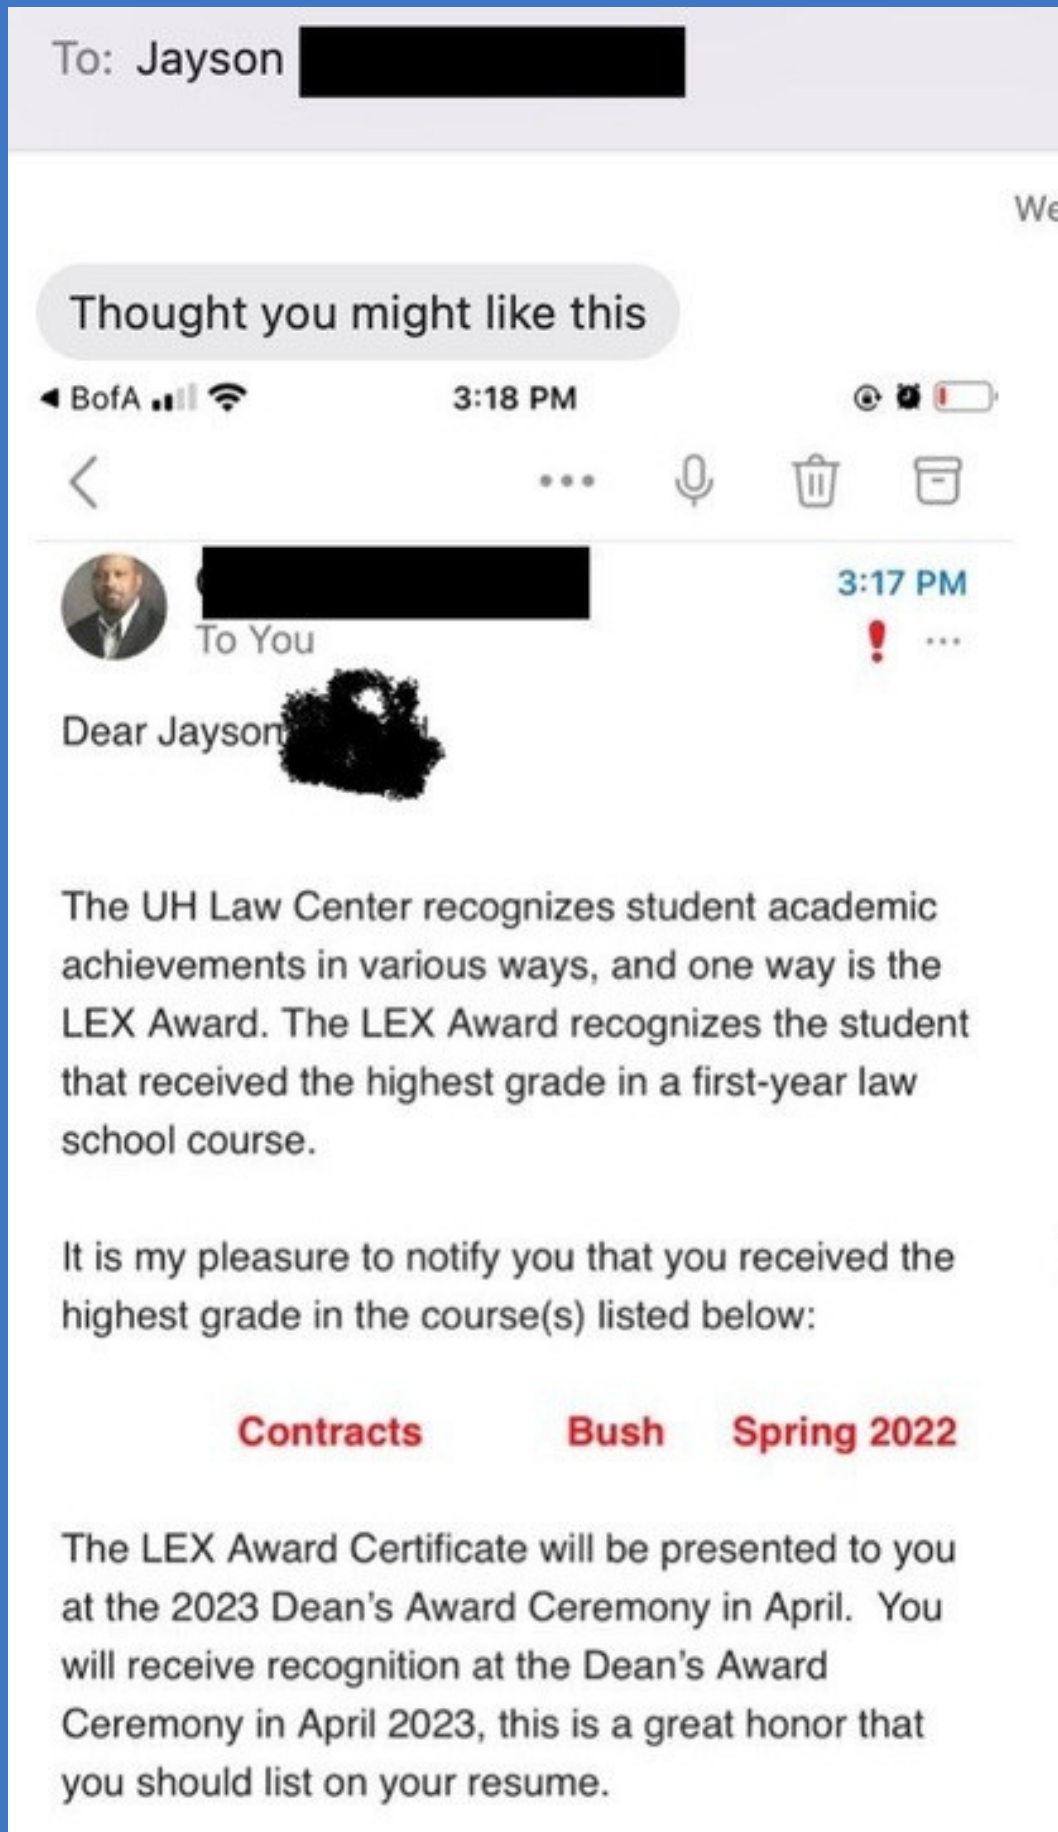 To: Jayson
We
Thought you might like this
BofA 3:18 PM
3:17 PM
To You
Dear Jayson
The UH Law Center recognizes student academic
achievements in various ways, and one way is the
LEX Award. The LEX Award recognizes the student
that received the highest grade in a first-year law
school course.
It is my pleasure to notify you that you received the
highest grade in the course(s) listed below:
Contracts Bush Spring 2022
The LEX Award Certificate will be presented to you
at the 2023 Dean's Award Ceremony in April.  You
will receive recognition at the Dean's Award
Ceremony in April 2023, this is a great honor that
you should list on your resume.